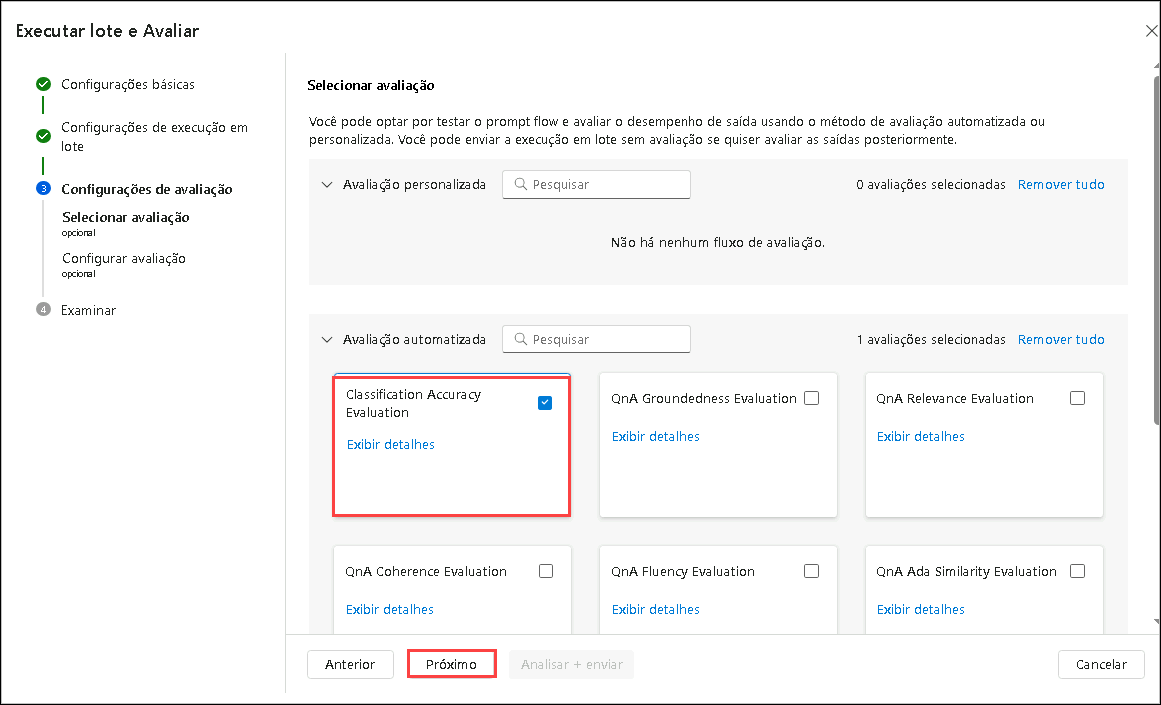 Executar lote e Avaliar
Configurações básicas
Configurações de execução em
lote
3
Configurações de avaliação
Selecionar avaliação
opcional
Configurar avaliação
opcional
4
Examinar
Selecionar avaliação
Você pode optar por testar o prompt flow e avaliar o desempenho de saída usando o método de avaliação automatizada ou
personalizada. Você pode enviar a execução em lote sem avaliação se quiser avaliar as saídas posteriormente.
Avaliação personalizada
Pesquisar
0 avaliações selecionadas
Remover tudo
Não há nenhum fluxo de avaliação.
Avaliação automatizada
Pesquisar
1 avaliações selecionadas
Remover tudo
Classification Accuracy
Evaluation
Exibir detalhes
QnA Groundedness Evaluation
Exibir detalhes
QnA Relevance Evaluation
Exibir detalhes
QnA Coherence Evaluation
Exibir detalhes
QnA Fluency Evaluation
Exibir detalhes
QnA Ada Similarity Evaluation
Exibir detalhes
Anterior
Próximo
Analisar + enviar
Cancelar